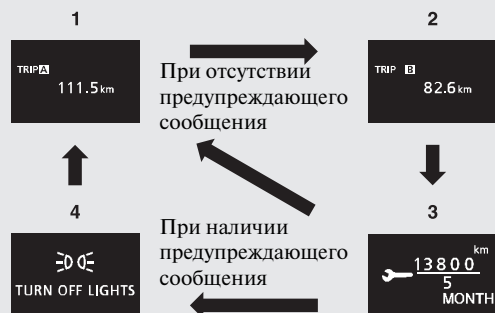 1
2
TRIP A
111.5 km
При отсутствии
предупреждающего
сообщения
TRIP B
82.6 km
4
3
При наличии
предупреждающего
сообщения
TURN OFF LIGHTS
km
13800
5
MONTH